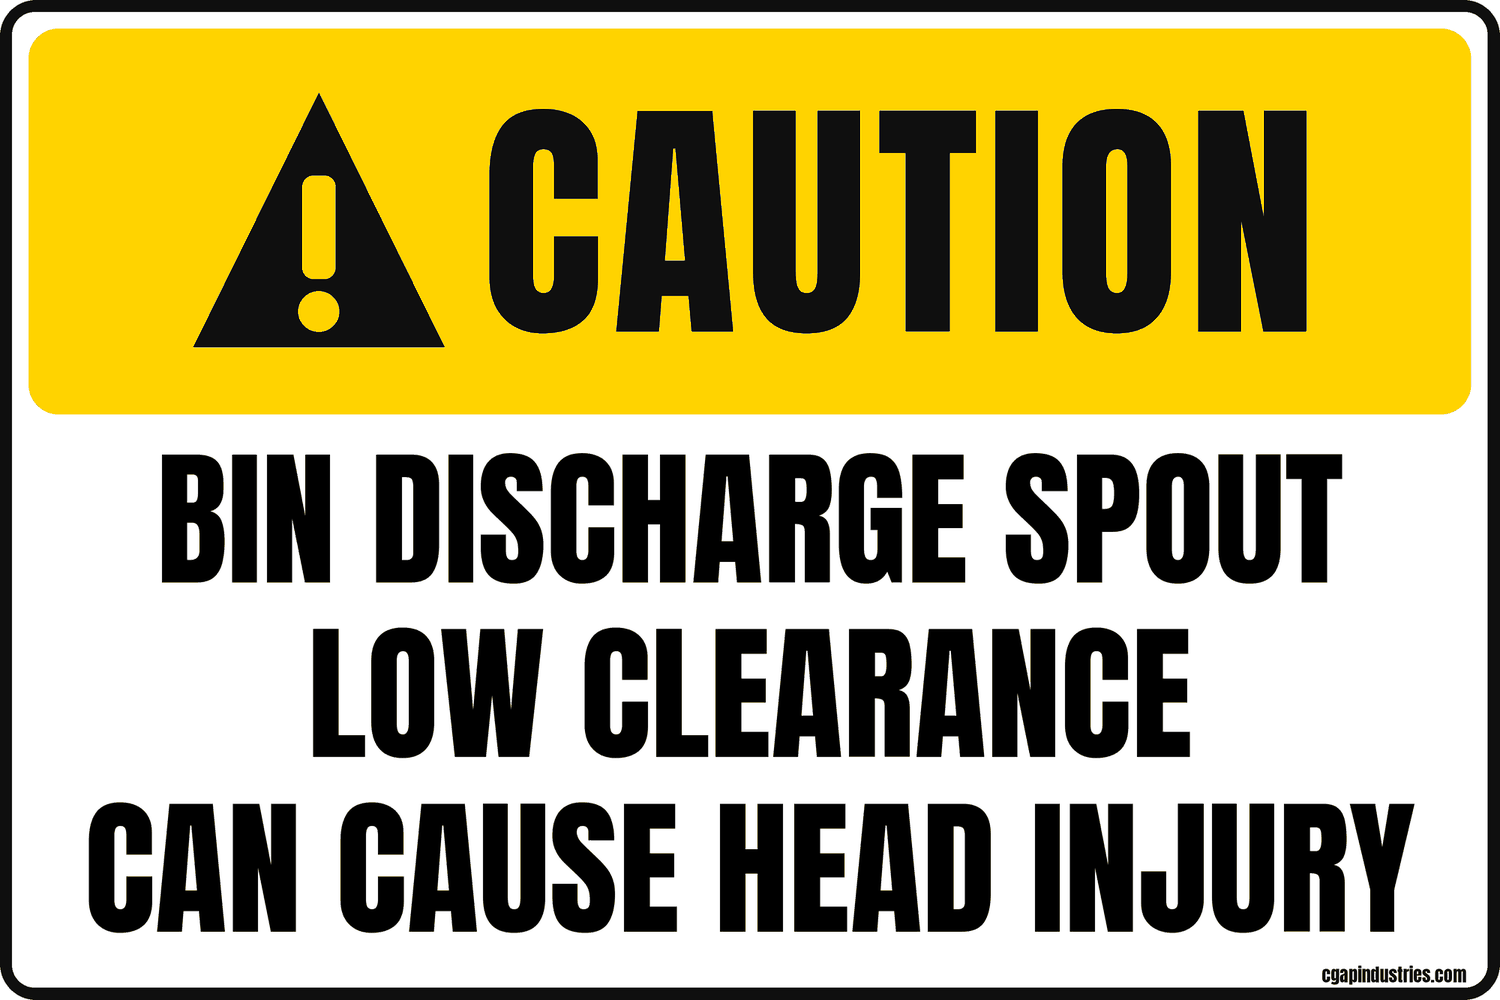 CAUTION
BIN DISCHARGE SPOUT
LOW CLEARANCE
CAN CAUSE HEAD INJURY
cgapindustries.com